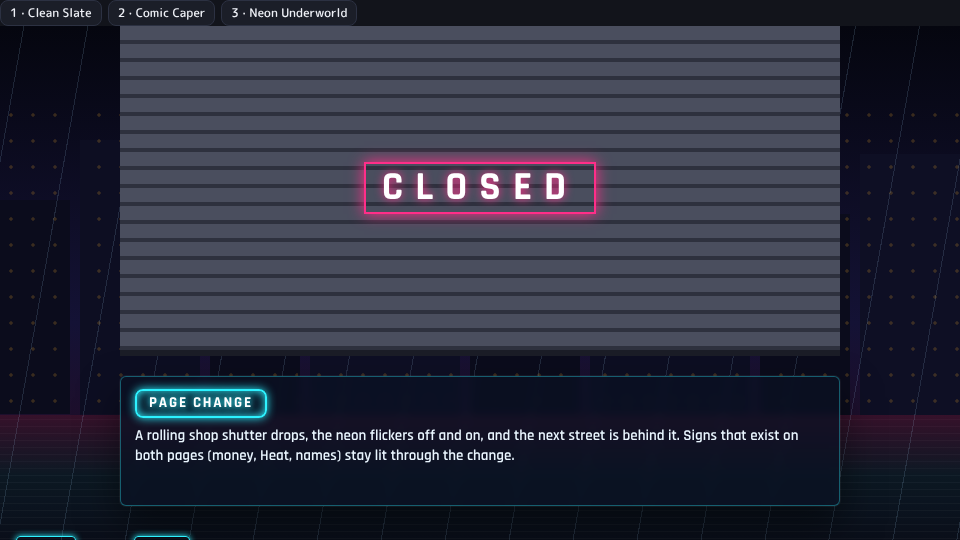 1 · Clean Slate
2 · Comic Caper
3 · Neon Underworld
CLOSED
PAGE CHANGE
A rolling shop shutter drops, the neon flickers off and on, and the next street is behind it. Signs that exist on
both pages (money, Heat, names) stay lit through the change.